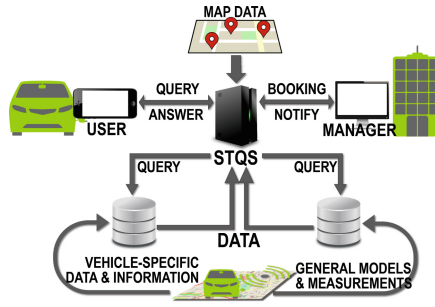 MAP DATA
QUERY
ANSWER
BOOKING
NOTIFY
USER
MANAGER
STQS
QUERY
QUERY
DATA
VEHICLE-SPECIFIC
DATA & INFORMATION
GENERAL MODELS
& MEASUREMENTS